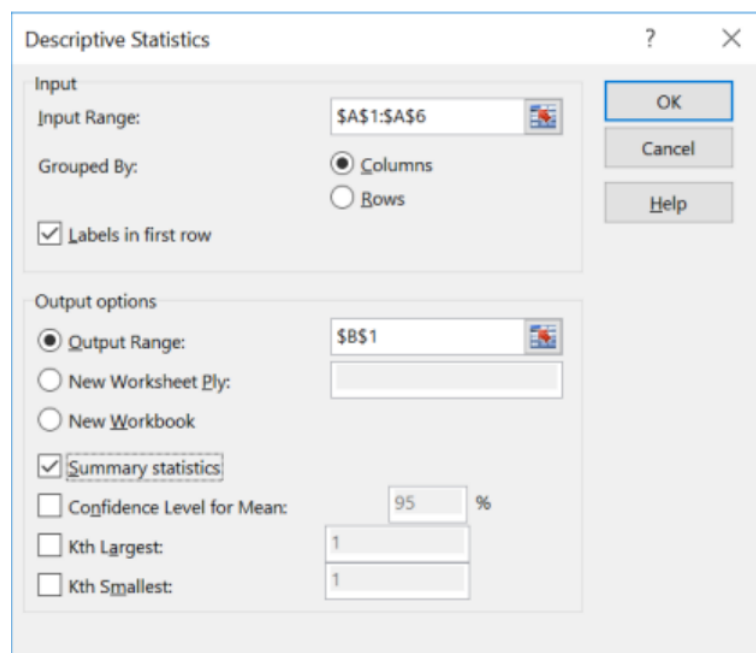 Descriptive Statistics ?
Input
Input Range: $A$1:$A$6
Grouped By: Columns
Rows
Labels in first row
OK
Cancel
Help
Output options
Output Range: $B$1
New Worksheet Ply:
New Workbook
Summary statistics
Confidence Level for Mean: 95 %
Kth Largest: 1
Kth Smallest: 1